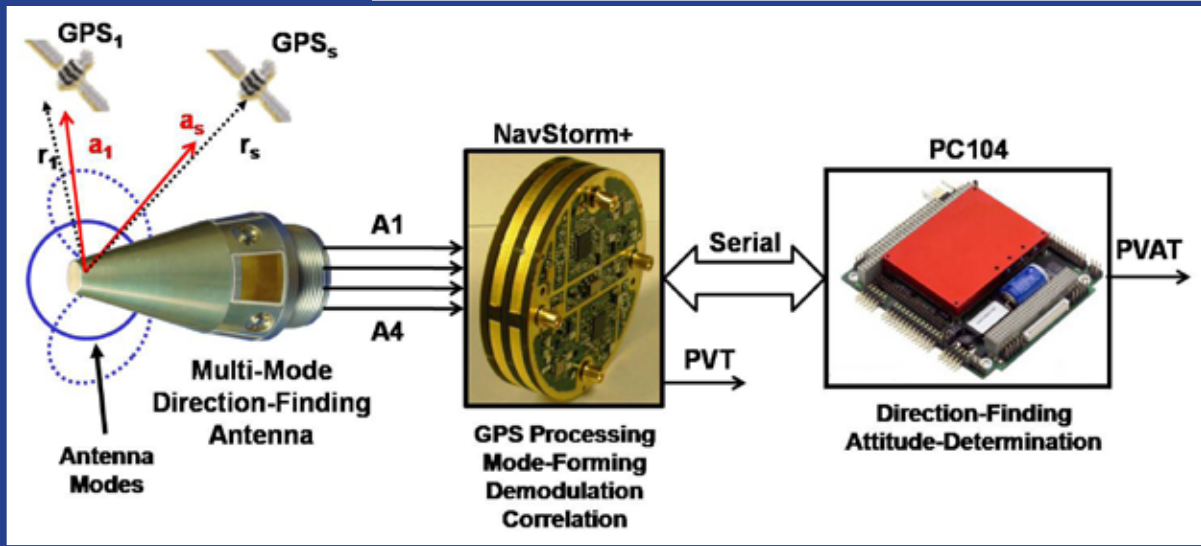 GPS1
GPSs
a1
as
r1
rs
Antenna
Modes
Multi-Mode
Direction-Finding
Antenna
A1
A4
NavStorm+
GPS Processing
Mode-Forming
Demodulation
Correlation
Serial
PVT
PC104
Direction-Finding
Attitude-Determination
PVAT